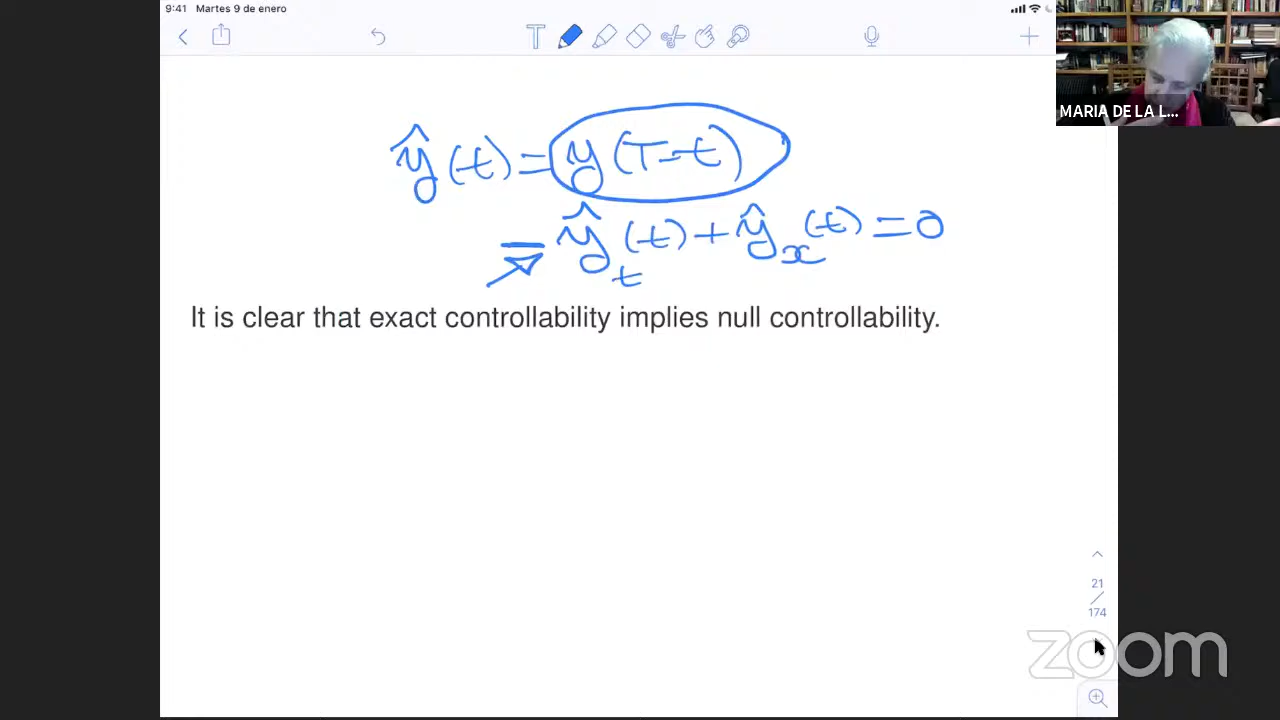 9:41 Martes 9 de enero
MARIA DE LA L...
ŷ(t) = y(T-t)
- ŷ_t(t) + ŷ_x(t) = 0
It is clear that exact controllability implies null controllability.
21
/
174
zoom